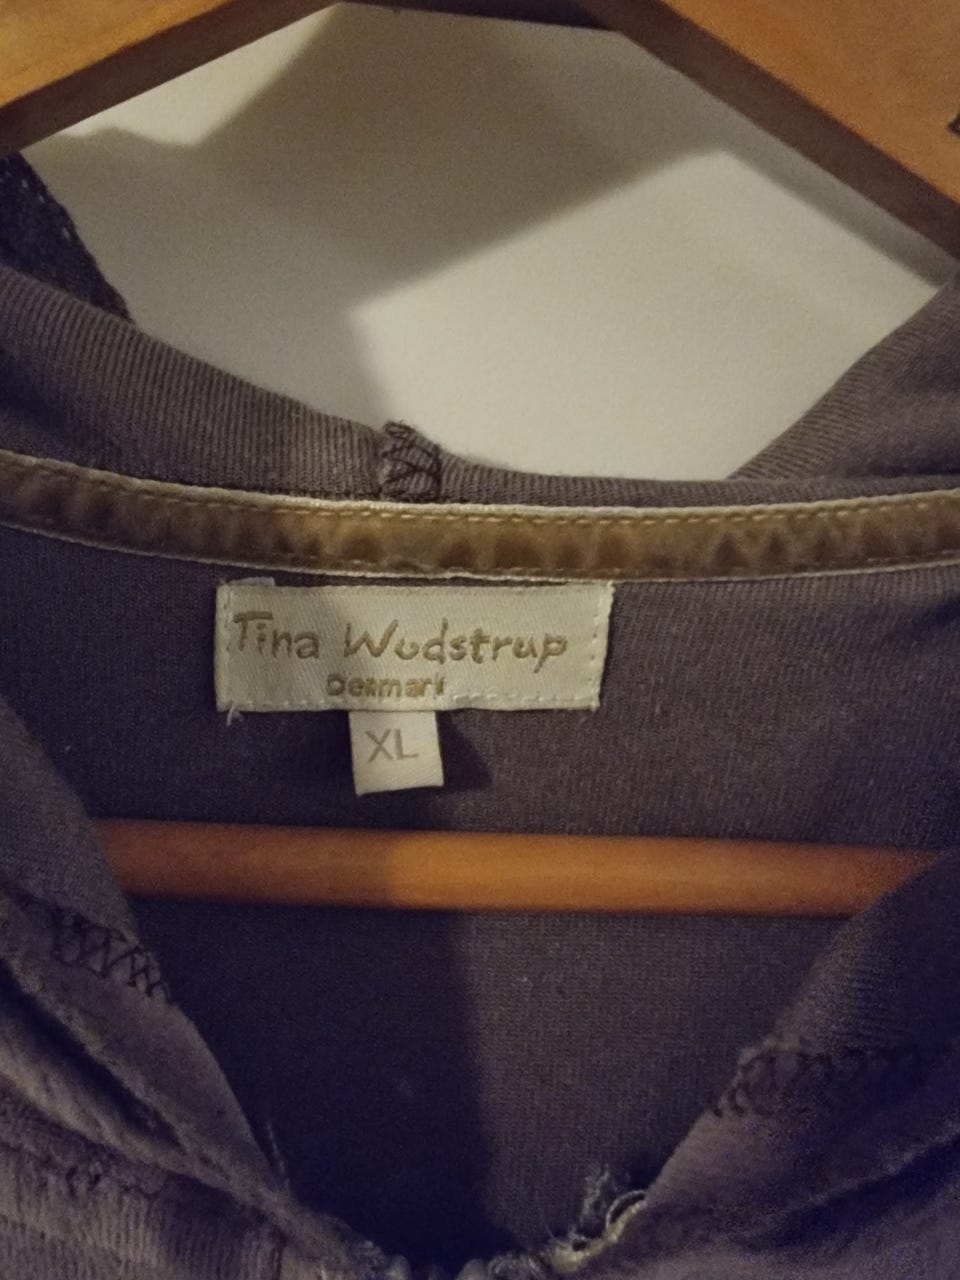 Tina Wodstrup
Denmark
XL